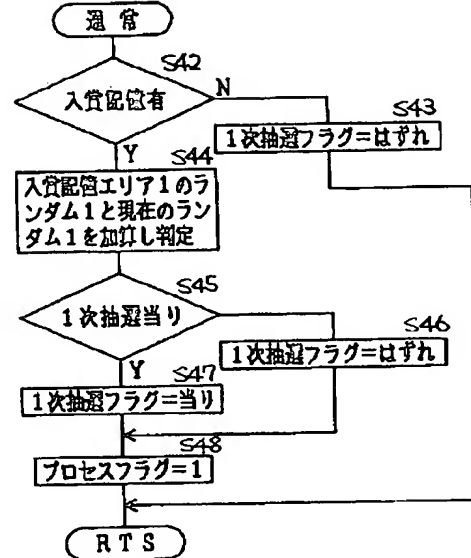 通常
S42
入賞記憶有
N
S43
1次抽選フラグ=はずれ
Y
S44
入賞記憶エリア1のラ
ンダム1と現在のラン
ダム1を加算し判定
S45
1次抽選当り
S46
1次抽選フラグ=はずれ
Y
S47
1次抽選フラグ=当り
S48
プロセスフラグ=1
RTS